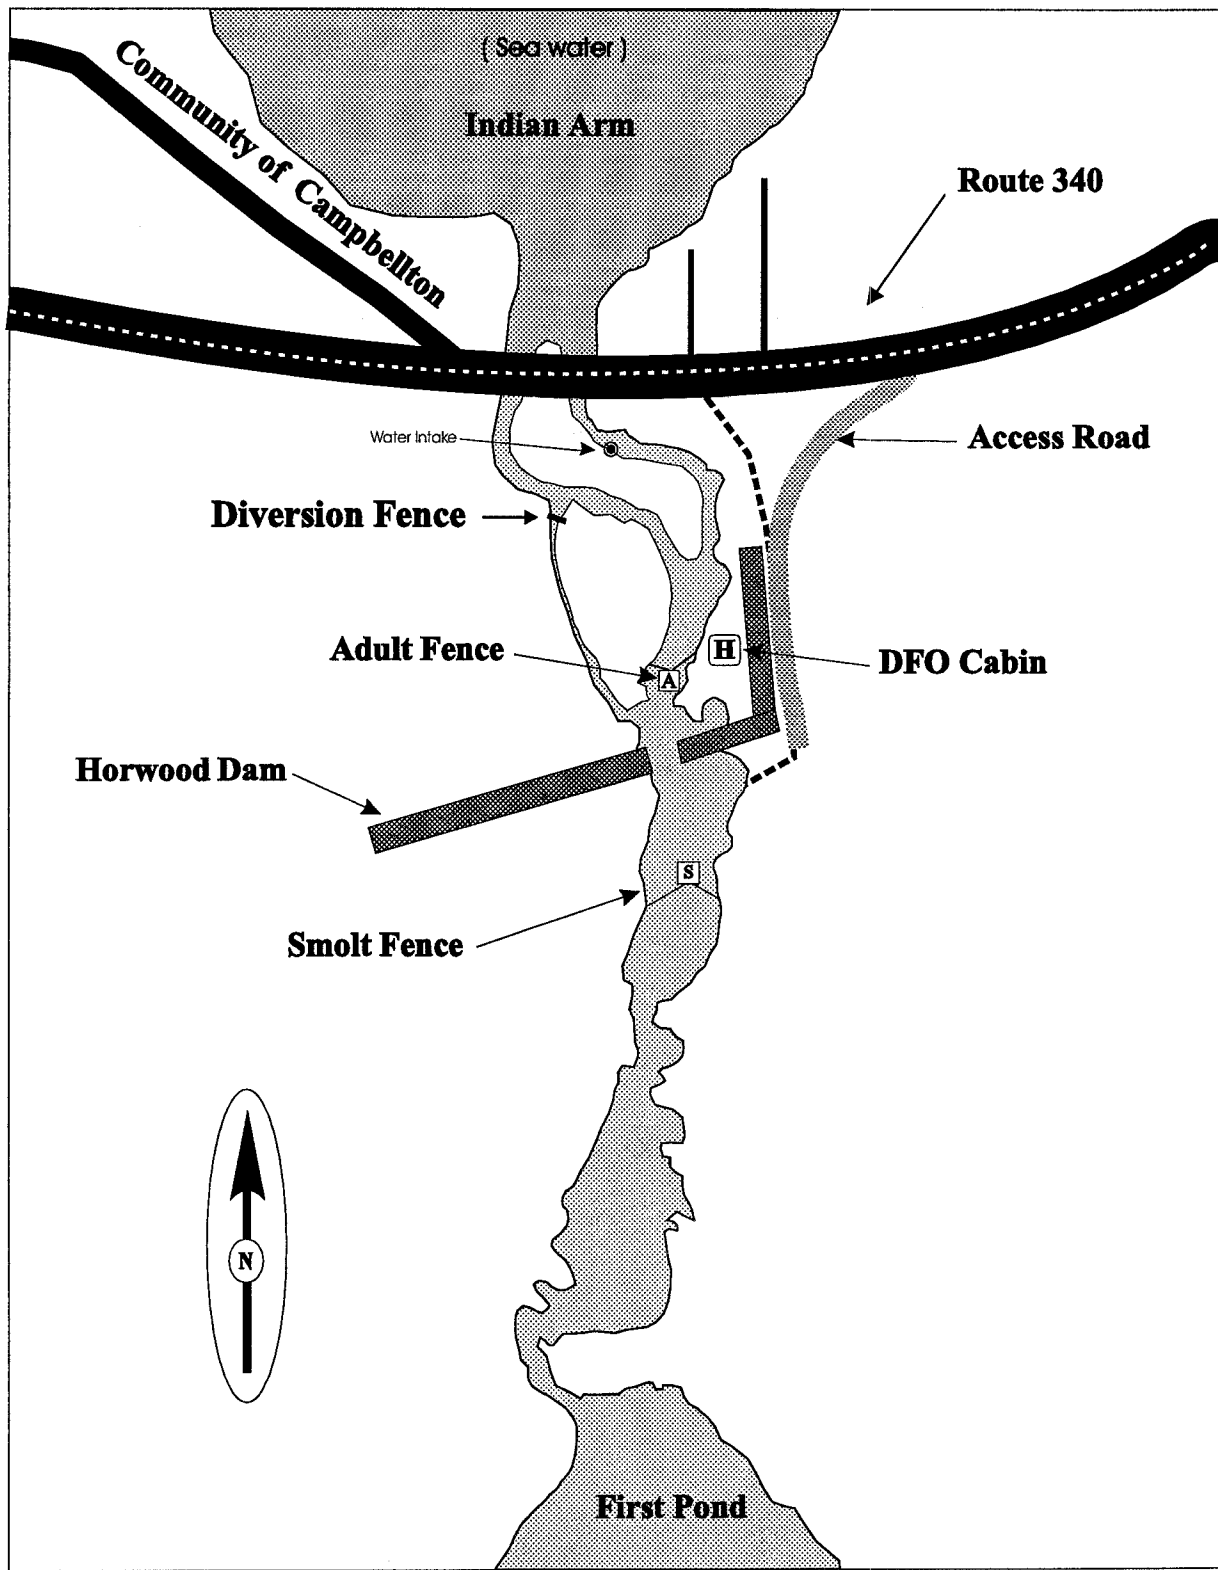 ( Sea water )
Indian Arm
Community of Campbellton
Route 340
Access Road
Water Intake
Diversion Fence
Adult Fence
H
DFO Cabin
A
Horwood Dam
S
Smolt Fence
N
First Pond